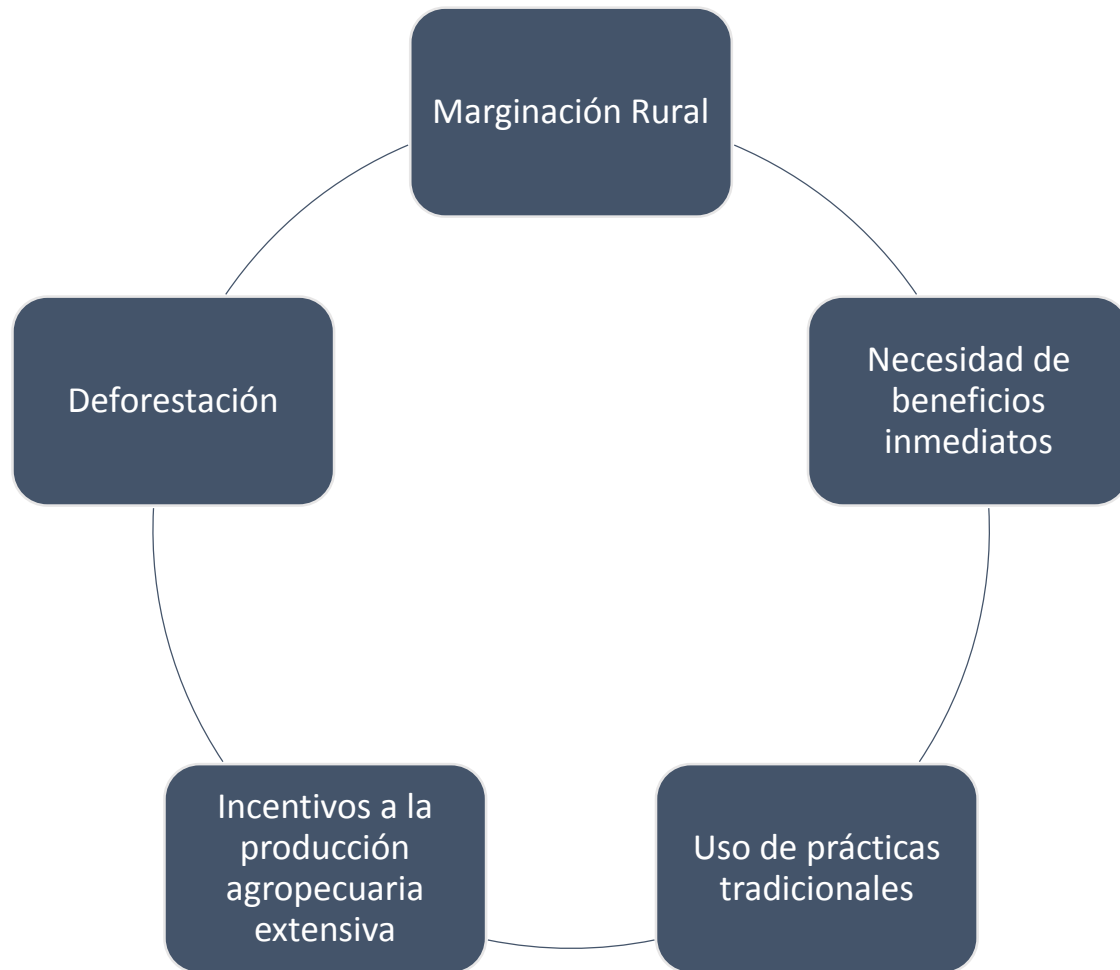 Marginación Rural
Necesidad de
beneficios
inmediatos
Uso de prácticas
tradicionales
Incentivos a la
producción
agropecuaria
extensiva
Deforestación